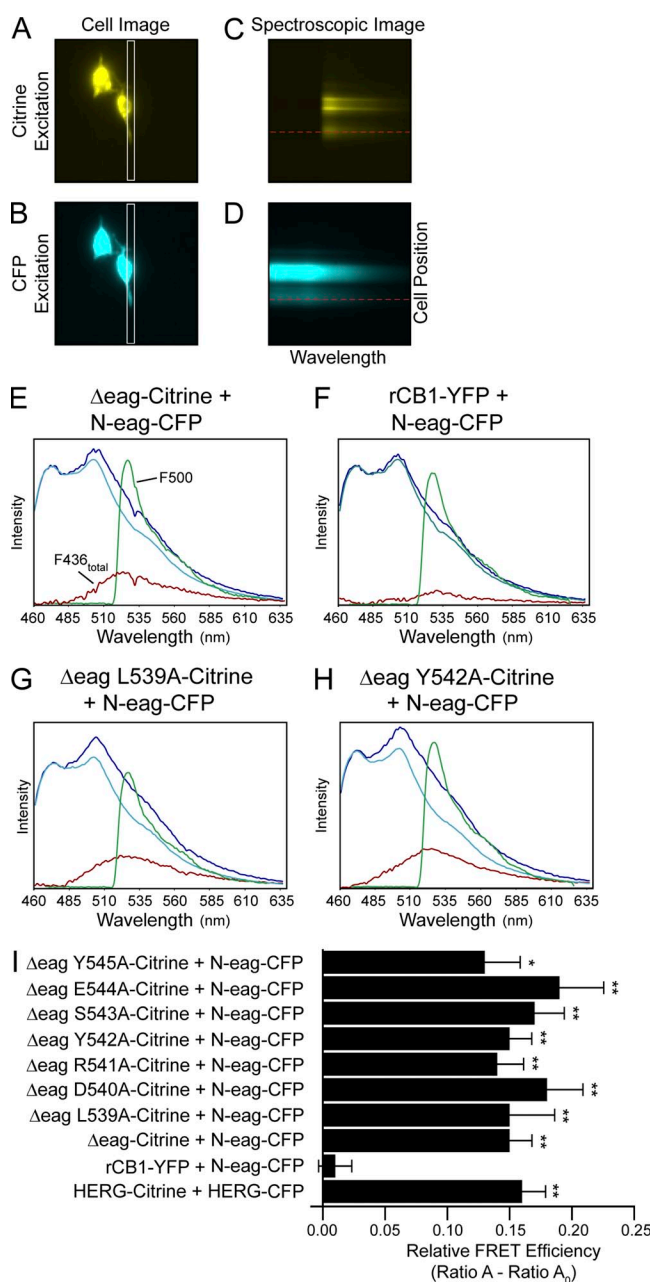 A
Cell Image
C
Spectroscopic Image
Citrine
Excitation
B
CFP
Excitation
D
Cell Position
Wavelength
E
Δeag-Citrine +
N-eag-CFP
F500
F436total
Intensity
460 485 510 535 560 585 610 635
Wavelength (nm)
F
rCB1-YFP +
N-eag-CFP
Intensity
460 485 510 535 560 585 610 635
Wavelength (nm)
G
Δeag L539A-Citrine
+ N-eag-CFP
Intensity
460 485 510 535 560 585 610 635
Wavelength (nm)
H
Δeag Y542A-Citrine
+ N-eag-CFP
Intensity
460 485 510 535 560 585 610 635
Wavelength (nm)
I
Δeag Y545A-Citrine + N-eag-CFP *
Δeag E544A-Citrine + N-eag-CFP **
Δeag S543A-Citrine + N-eag-CFP **
Δeag Y542A-Citrine + N-eag-CFP **
Δeag R541A-Citrine + N-eag-CFP **
Δeag D540A-Citrine + N-eag-CFP **
Δeag L539A-Citrine + N-eag-CFP **
Δeag-Citrine + N-eag-CFP **
rCB1-YFP + N-eag-CFP
HERG-Citrine + HERG-CFP **
0.00 0.05 0.10 0.15 0.20 0.25
Relative FRET Efficiency
(Ratio A - Ratio A₀)